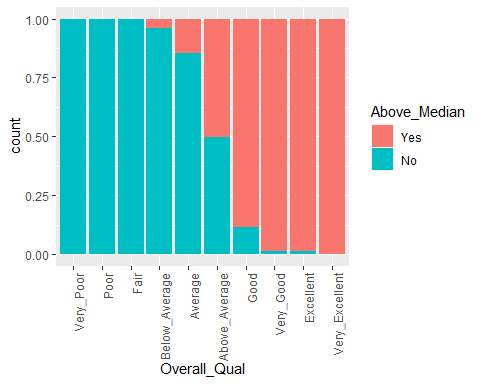 1.00
0.75
0.50
0.25
0.00
count
Very_Poor
Poor
Fair
Below_Average
Average
Above_Average
Good
Very_Good
Excellent
Very_Excellent
Overall_Qual
Above_Median
Yes
No